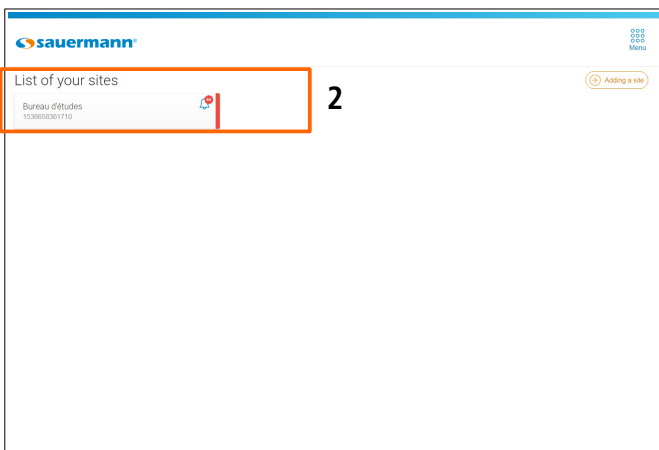 sauermann®
Menu
List of your sites
Adding a site
2
Bureau d'études
1536658361710